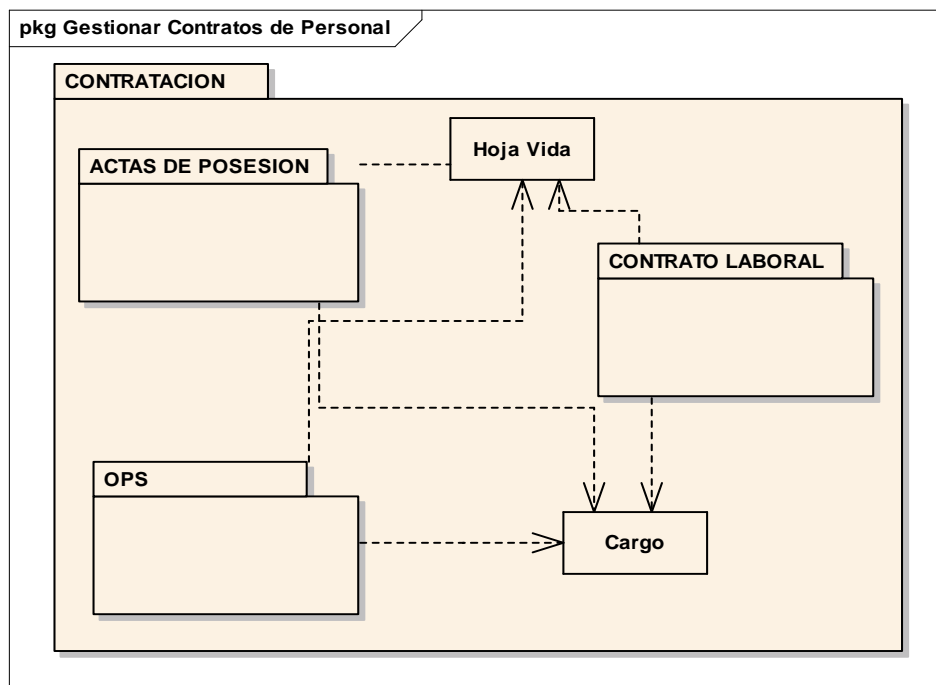 pkg Gestionar Contratos de Personal
CONTRATACION
Hoja Vida
ACTAS DE POSESION
CONTRATO LABORAL
OPS
Cargo